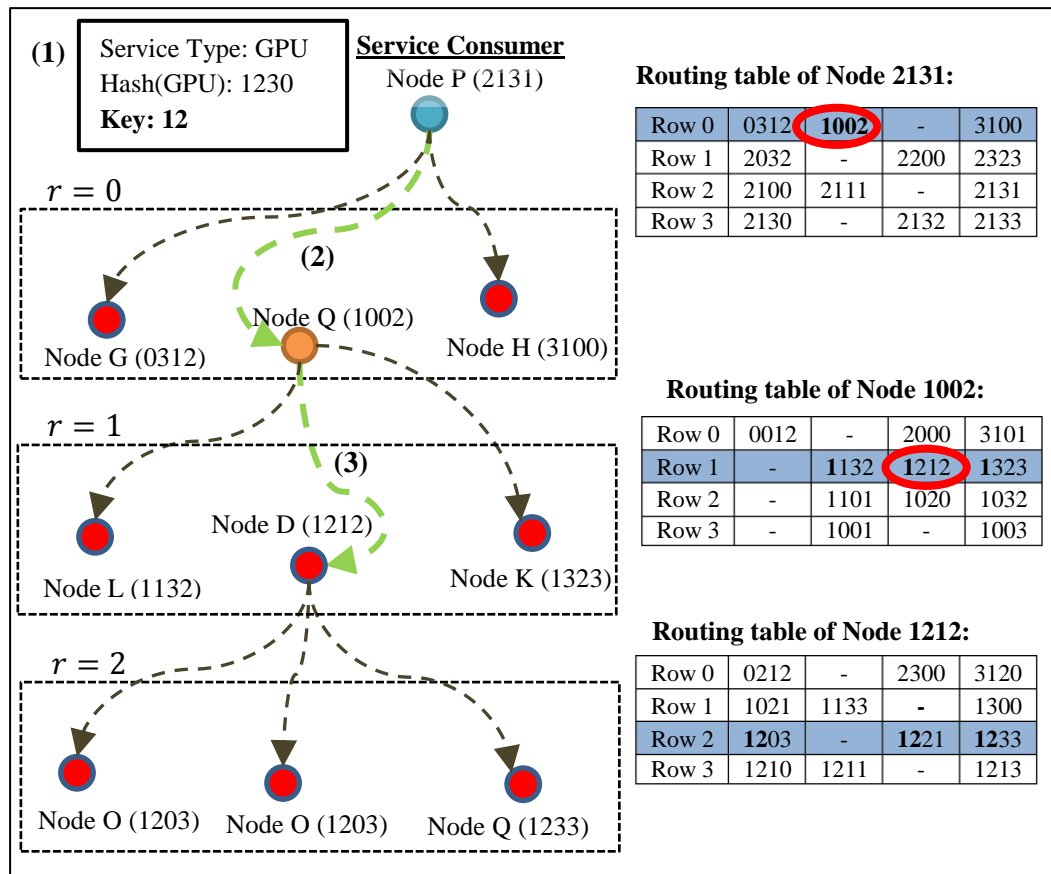 (1)
Service Type: GPU
Hash(GPU): 1230
Key: 12
Service Consumer
Node P (2131)
r = 0
(2)
Node G (0312)
Node Q (1002)
Node H (3100)
r = 1
(3)
Node D (1212)
Node L (1132)
Node K (1323)
r = 2
Node O (1203)
Node O (1203)
Node Q (1233)
Routing table of Node 2131:
Row 0 0312 1002 - 3100
Row 1 2032 - 2200 2323
Row 2 2100 2111 - 2131
Row 3 2130 - 2132 2133
Routing table of Node 1002:
Row 0 0012 - 2000 3101
Row 1 - 1132 1212 1323
Row 2 - 1101 1020 1032
Row 3 - 1001 - 1003
Routing table of Node 1212:
Row 0 0212 - 2300 3120
Row 1 1021 1133 - 1300
Row 2 1203 - 1221 1233
Row 3 1210 1211 - 1213